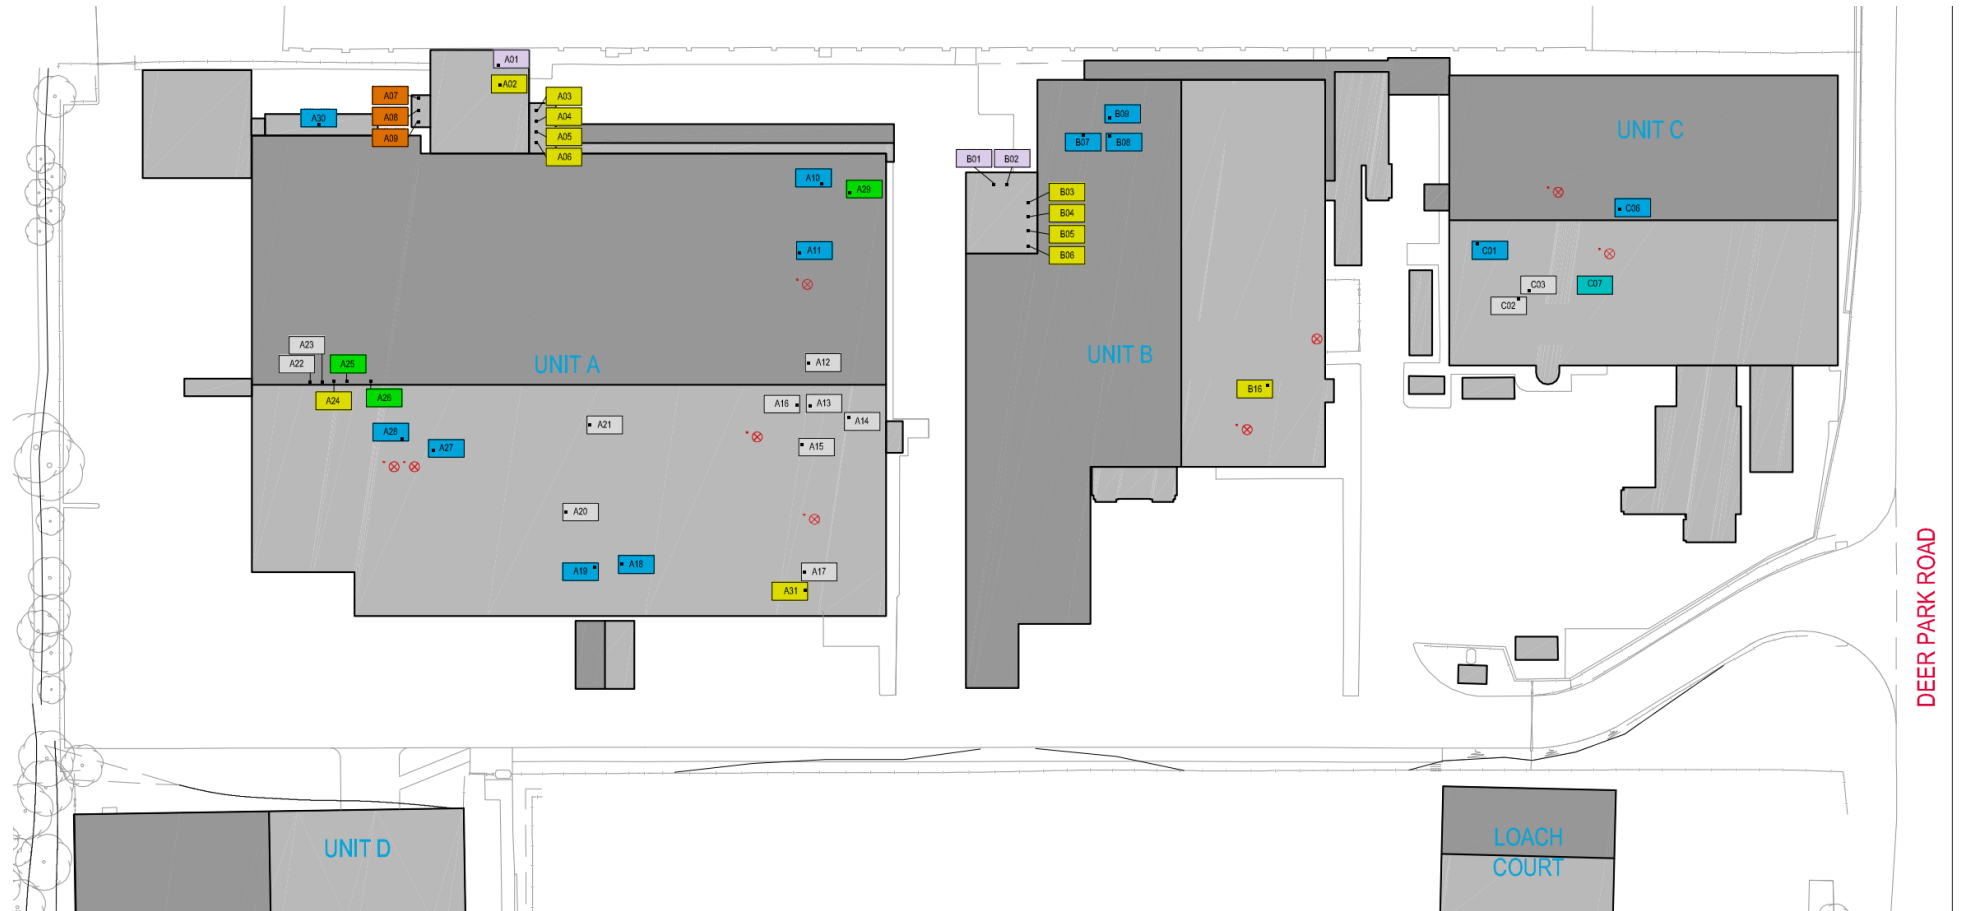 A01
A02
A03
A04
A05
A06
A07
A08
A09
A30
A10
A29
A11
A23
A22
A25
A24
A26
A28
A27
UNIT A
A12
A16
A13
A14
A15
A21
A20
A19
A18
A17
A31
B09
B07
B08
B01
B02
B03
B04
B05
B06
UNIT B
B16
UNIT C
C06
C01
C03
C02
C07
DEER PARK ROAD
UNIT D
LOACH
COURT